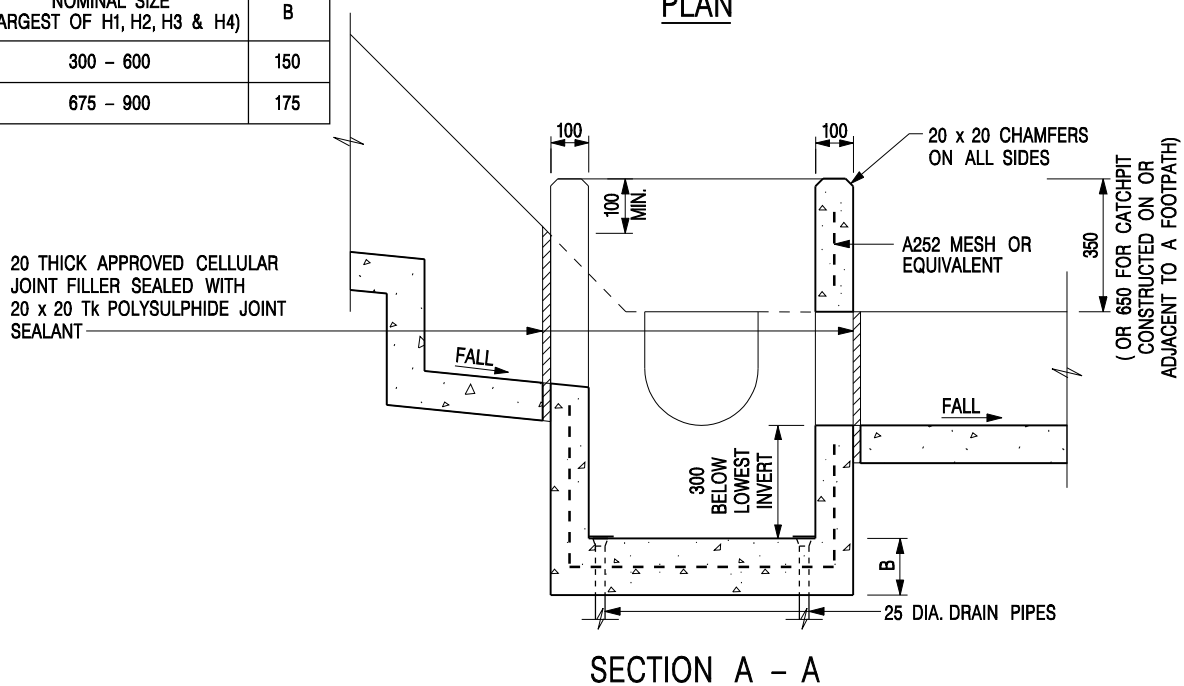 NOMINAL SIZE
ARGEST OF H1, H2, H3 & H4)
B
300 – 600
150
675 – 900
175
PLAN
100
100
20 x 20 CHAMFERS
ON ALL SIDES
100
MIN.
A252 MESH OR
EQUIVALENT
350
( OR 650 FOR CATCHPIT
CONSTRUCTED ON OR
ADJACENT TO A FOOTPATH)
20 THICK APPROVED CELLULAR
JOINT FILLER SEALED WITH
20 x 20 Tk POLYSULPHIDE JOINT
SEALANT
FALL
FALL
300
BELOW
LOWEST
INVERT
B
25 DIA. DRAIN PIPES
SECTION A – A